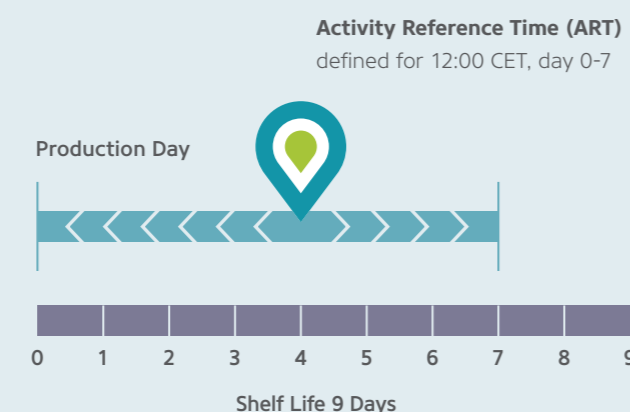 Activity Reference Time (ART)
defined for 12:00 CET, day 0-7
Production Day
0 1 2 3 4 5 6 7 8 9
Shelf Life 9 Days